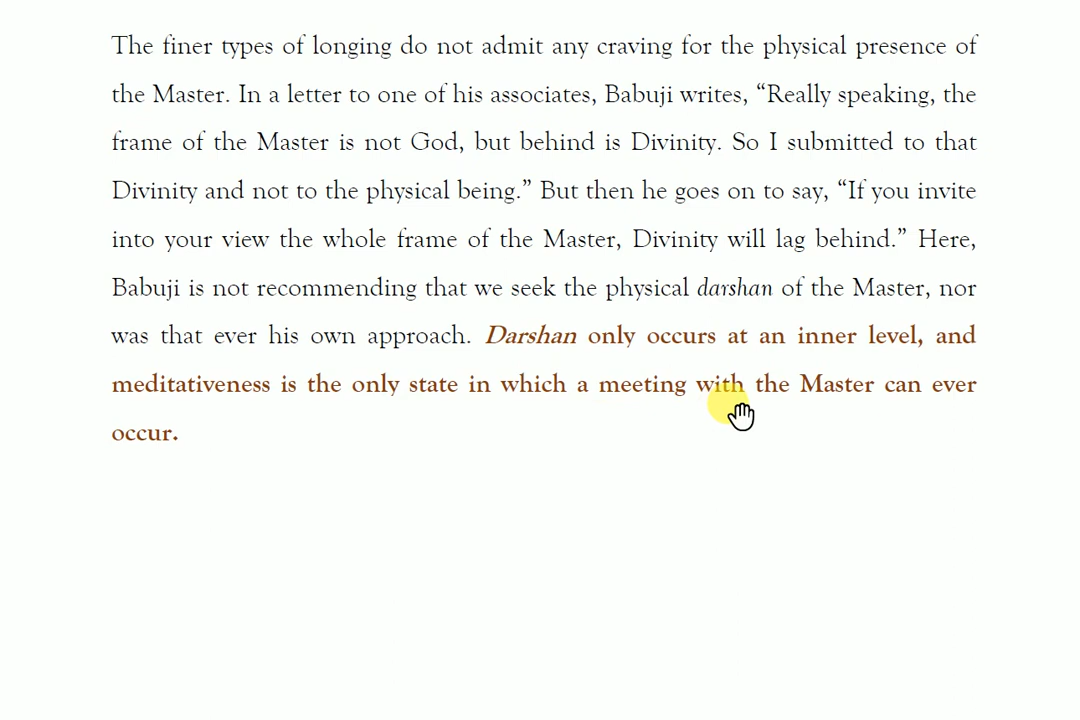 The finer types of longing do not admit any craving for the physical presence of
the Master. In a letter to one of his associates, Babuji writes, “Really speaking, the
frame of the Master is not God, but behind is Divinity. So I submitted to that
Divinity and not to the physical being.” But then he goes on to say, “If you invite
into your view the whole frame of the Master, Divinity will lag behind.” Here,
Babuji is not recommending that we seek the physical darshan of the Master, nor
was that ever his own approach. Darshan only occurs at an inner level, and
meditativeness is the only state in which a meeting with the Master can ever
occur.